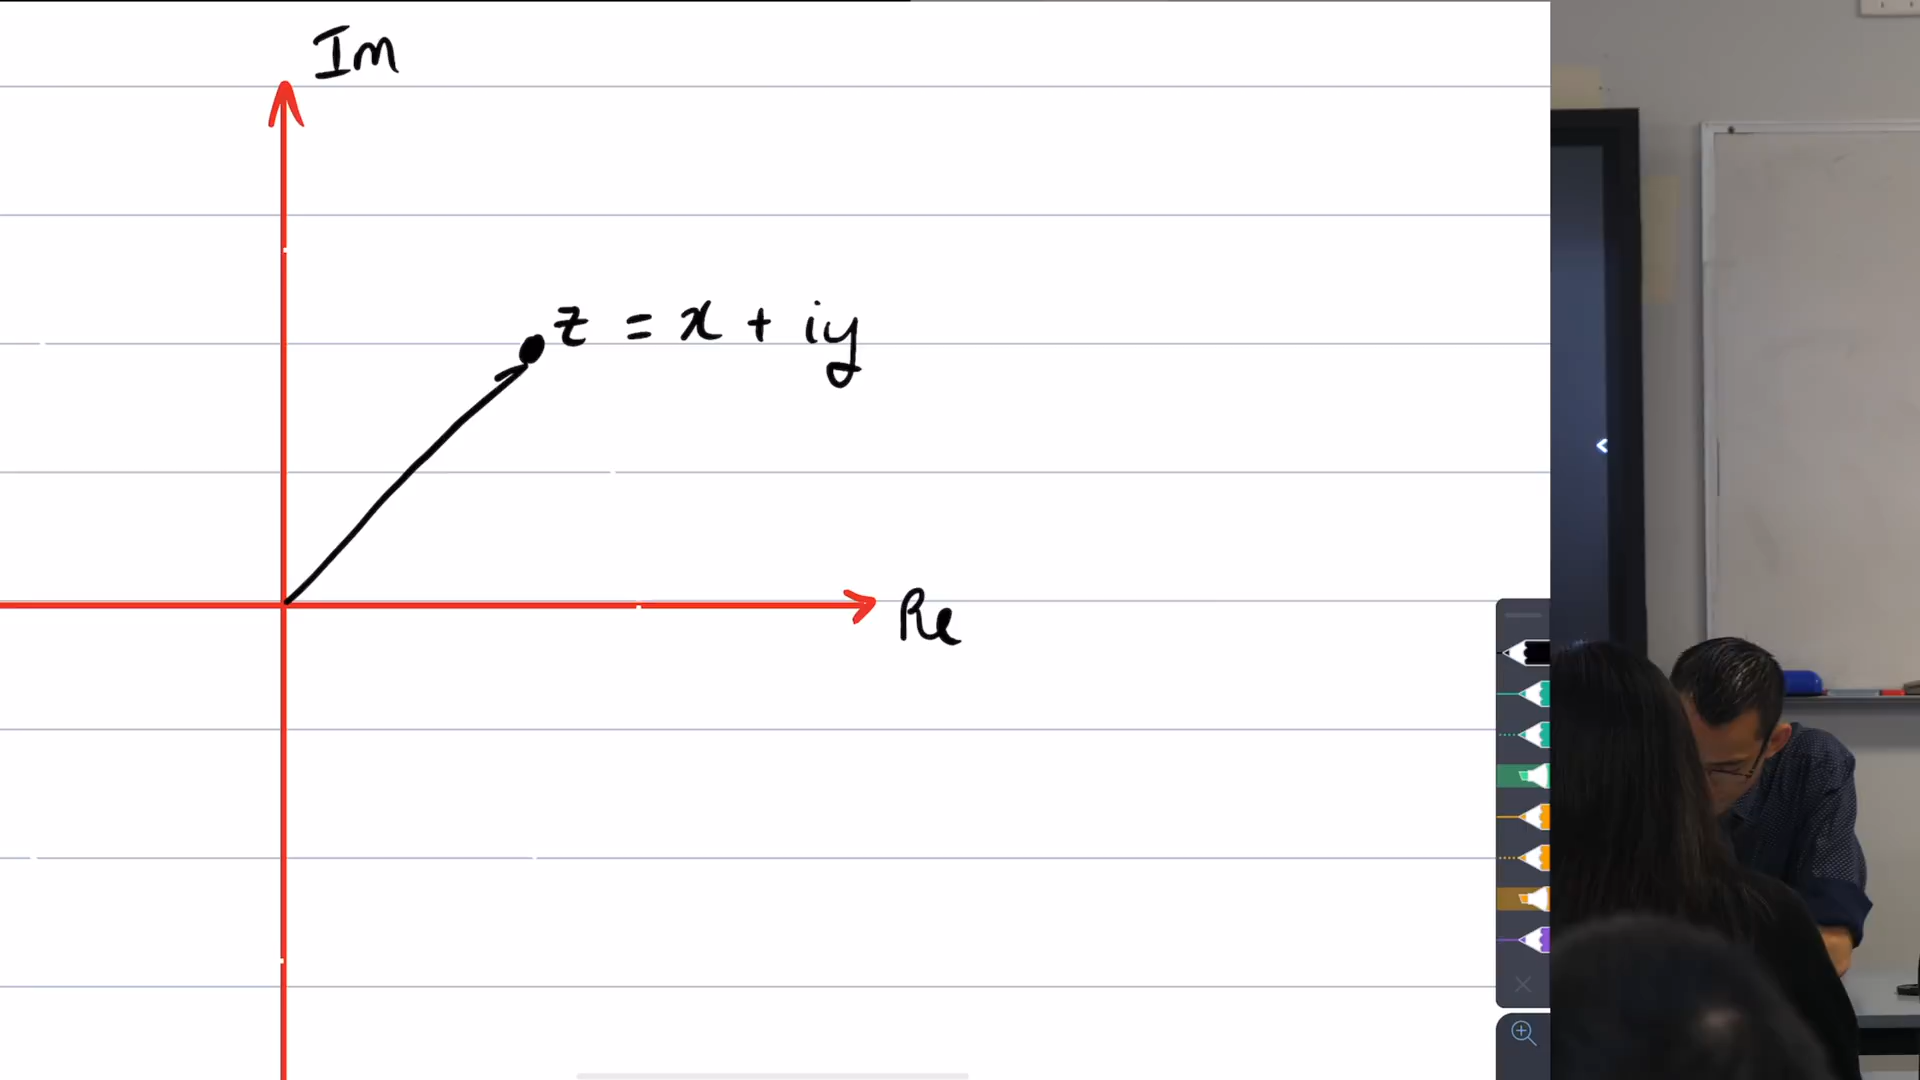 Im
z = x + iy
Re